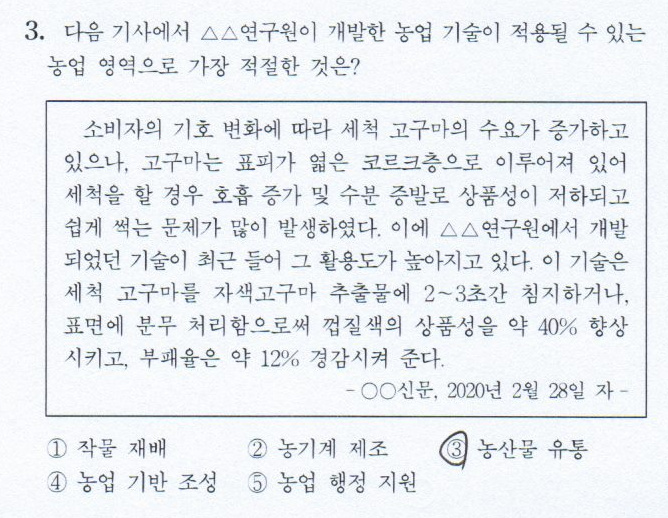 3. 다음 기사에서 △△연구원이 개발한 농업 기술이 적용될 수 있는
농업 영역으로 가장 적절한 것은?
소비자의 기호 변화에 따라 세척 고구마의 수요가 증가하고
있으나, 고구마는 표피가 엷은 코르크층으로 이루어져 있어
세척을 할 경우 호흡 증가 및 수분 증발로 상품성이 저하되고
쉽게 썩는 문제가 많이 발생하였다. 이에 △△연구원에서 개발
되었던 기술이 최근 들어 그 활용도가 높아지고 있다. 이 기술은
세척 고구마를 자색고구마 추출물에 2~3초간 침지하거나,
표면에 분무 처리함으로써 껍질색의 상품성을 약 40% 향상
시키고, 부패율은 약 12% 경감시켜 준다.
- ○○신문, 2020년 2월 28일 자 -
① 작물 재배 ② 농기계 제조 ③ 농산물 유통
④ 농업 기반 조성 ⑤ 농업 행정 지원